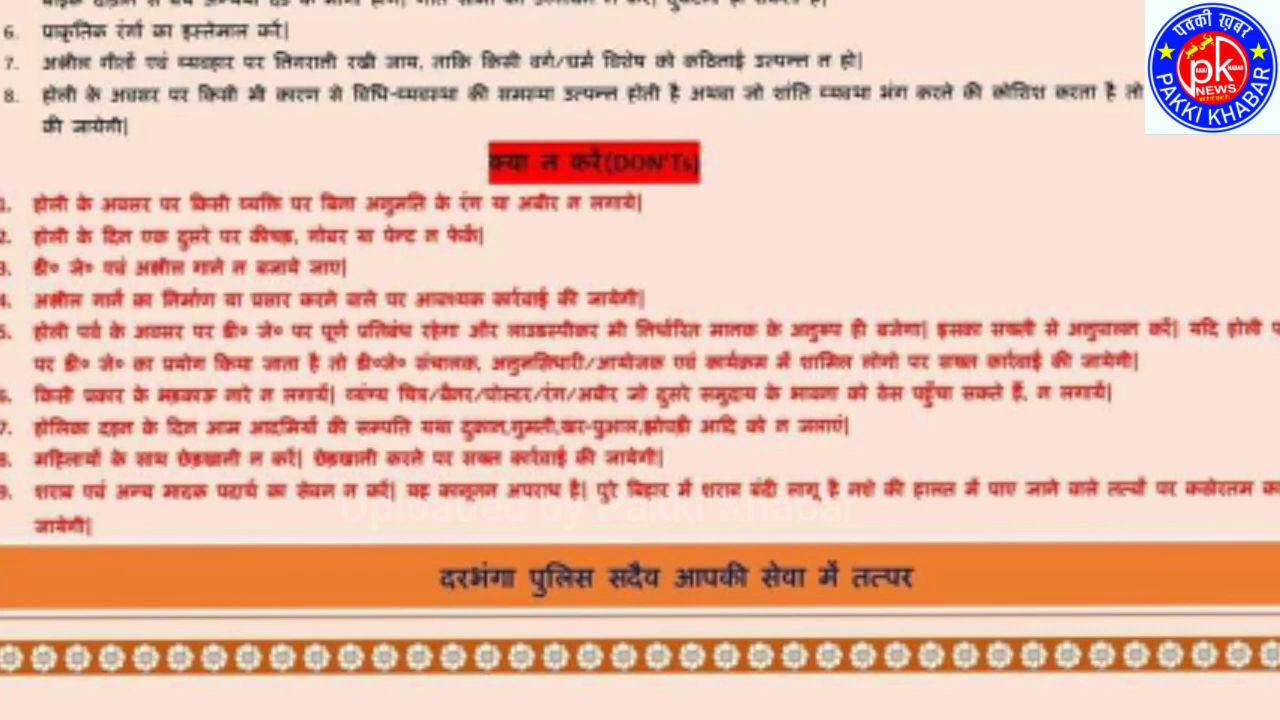 6. प्राकृतिक रंगों का इस्तेमाल करें|
7. अश्लील गीतों एवं व्यवहार पर निगरानी रखी जाय, ताकि किसी वर्ग/धर्म विशेष को कठिनाई उत्पन्न न हो|
8. होली के अवसर पर किसी भी कारण से विधि-व्यवस्था की समस्या उत्पन्न होती है अथवा जो शांति व्यवस्था भंग करने की कोशिश करता है तो
की जायेगी|
क्या न करें(DON'Ts)
1. होली के अवसर पर किसी व्यक्ति पर बिना अनुमति के रंग या अबीर न लगाये|
2. होली के दिन एक दुसरे पर कीचड़, गोबर या पेन्ट न फेकें|
3. डी० जे० एवं अश्लील गाने न बजाये जाए|
4. अश्लील गानें का निर्माण या प्रसार करने वाले पर आवश्यक कार्रवाई की जायेगी|
5. होली पर्व के अवसर पर डी० जे० पर पूर्ण प्रतिबंध रहेगा और लाउडस्पीकर भी निर्धारित मानक के अनुरूप ही बजेगा| इसका सख्ती से अनुपालन करें| यदि होली
पर डी० जे० का प्रयोग किया जाता है तो डी०जे० संचालक, अनुज्ञप्तिधारी/आयोजक एवं कार्यक्रम में शामिल लोगों पर सख्त कार्रवाई की जायेगी|
6. किसी प्रकार के भड़काऊ नारे न लगायें| व्यंग्य चित्र/बैनर/पोस्टर/रंग/अबीर जो दुसरे समुदाय के भावना को ठेस पहुँचा सकते हैं, न लगायें|
7. होलिका दहन के दिन आम आदमियों की सम्पति यथा दुकान,गुमती,खर-पुआल,झोपड़ी आदि को न जलाएं|
8. महिलायों के साथ छेड़खानी न करें| छेड़खानी करने पर सख्त कार्रवाई की जायेगी|
9. शराब एवं अन्य मादक पदार्थ का सेवन न करें| यह कानूनन अपराध है| पुरे बिहार में शराब बंदी लागू है नशे की हालत में पाए जाने वाले तत्वों पर कठोरतम
जायेगी|
Uploaded by Pakki Khabar
दरभंगा पुलिस सदैव आपकी सेवा में तत्पर
पक्की ख़बर
pk
NEWS
PAKKI KHABAR